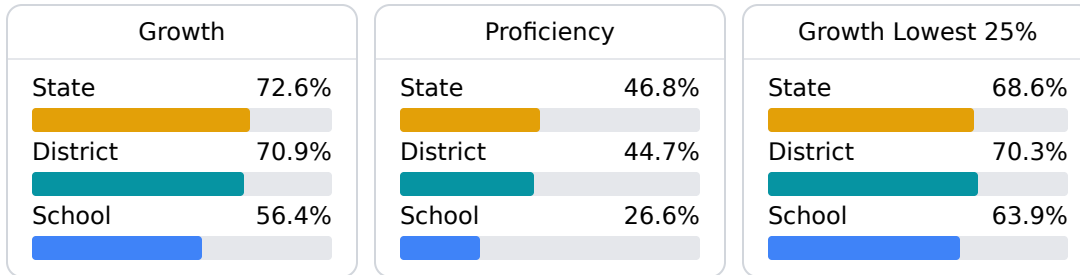 Growth
State 72.6%
District 70.9%
School 56.4%
Proficiency
State 46.8%
District 44.7%
School 26.6%
Growth Lowest 25%
State 68.6%
District 70.3%
School 63.9%